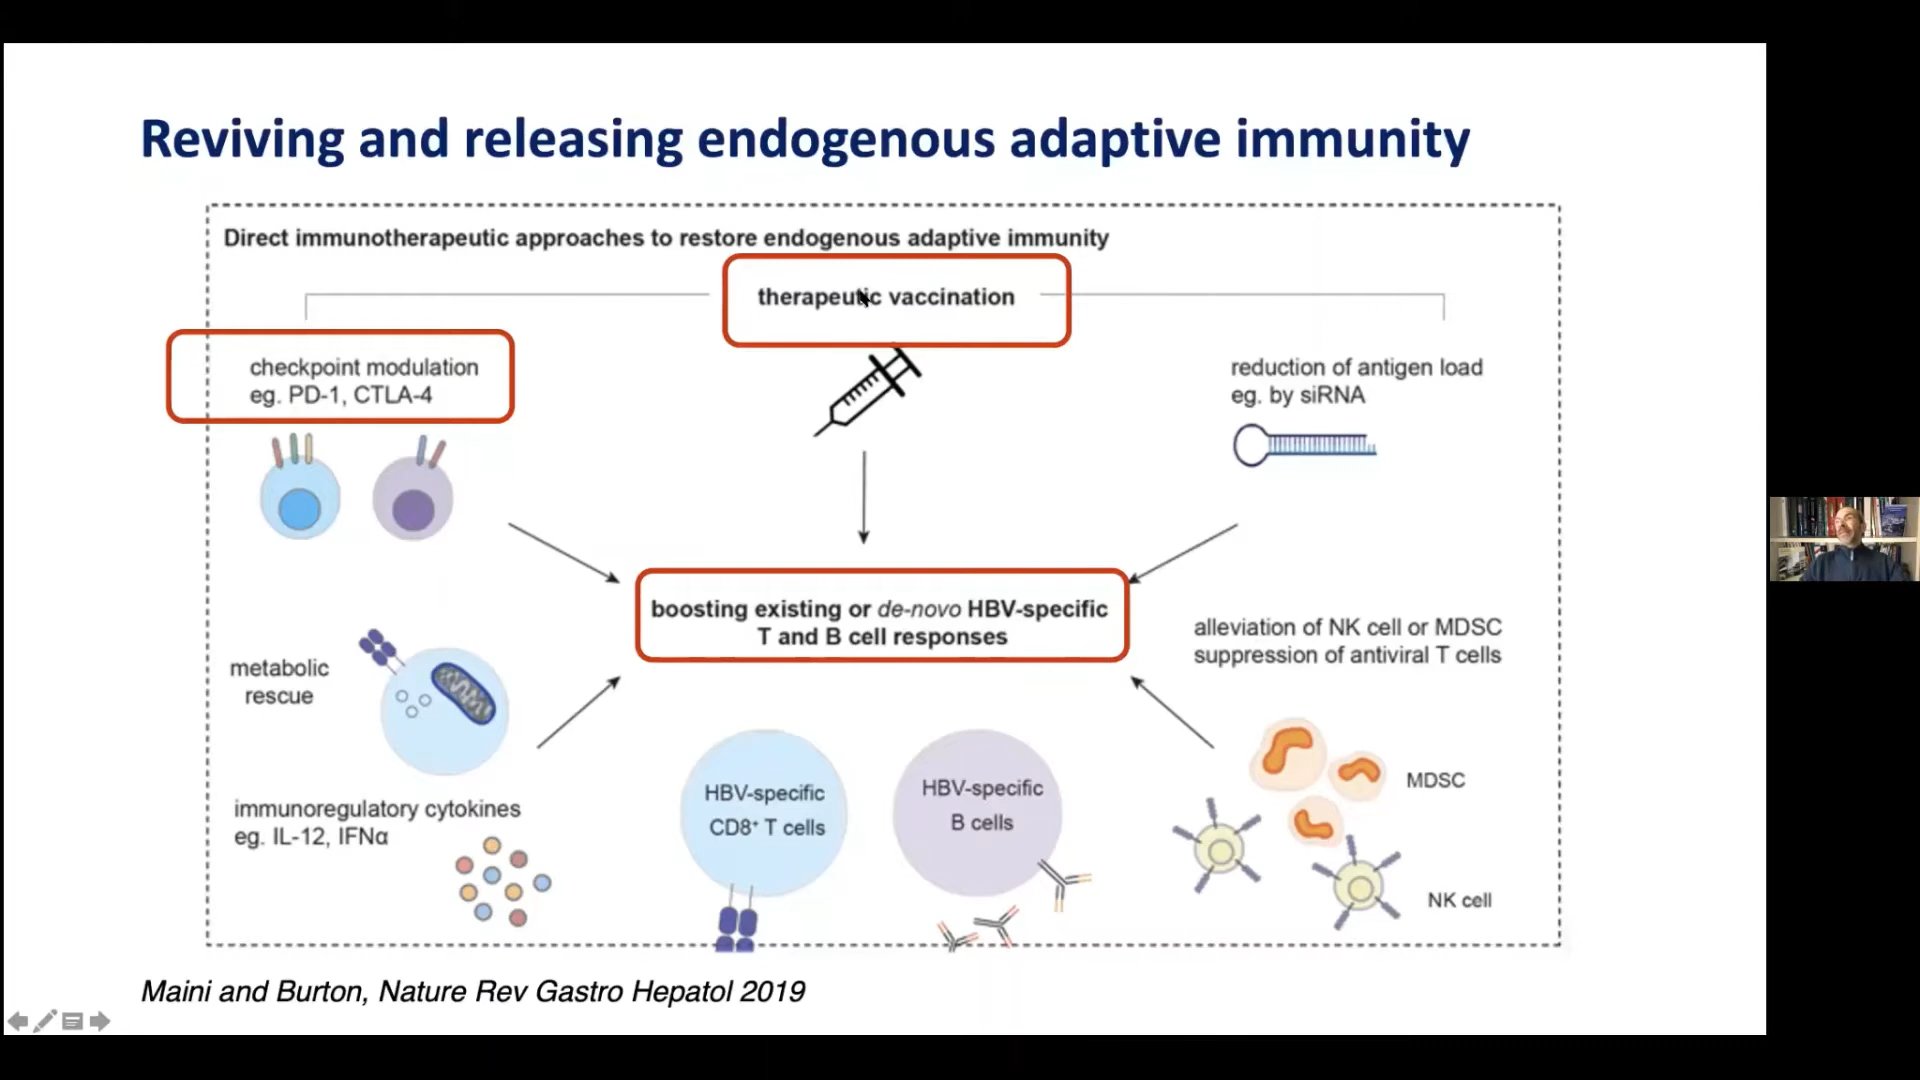 Reviving and releasing endogenous adaptive immunity
Direct immunotherapeutic approaches to restore endogenous adaptive immunity
therapeutic vaccination
checkpoint modulation
eg. PD-1, CTLA-4
reduction of antigen load
eg. by siRNA
boosting existing or de-novo HBV-specific
T and B cell responses
metabolic
rescue
alleviation of NK cell or MDSC
suppression of antiviral T cells
immunoregulatory cytokines
eg. IL-12, IFNα
HBV-specific
CD8⁺ T cells
HBV-specific
B cells
MDSC
NK cell
Maini and Burton, Nature Rev Gastro Hepatol 2019